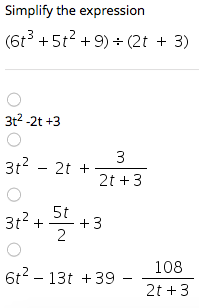 Simplify the expression
(6t³ + 5t² + 9) ÷ (2t + 3)
3t² -2t +3
3t² − 2t + 3/(2t + 3)
3t² + 5t/2 + 3
6t² − 13t + 39 − 108/(2t + 3)